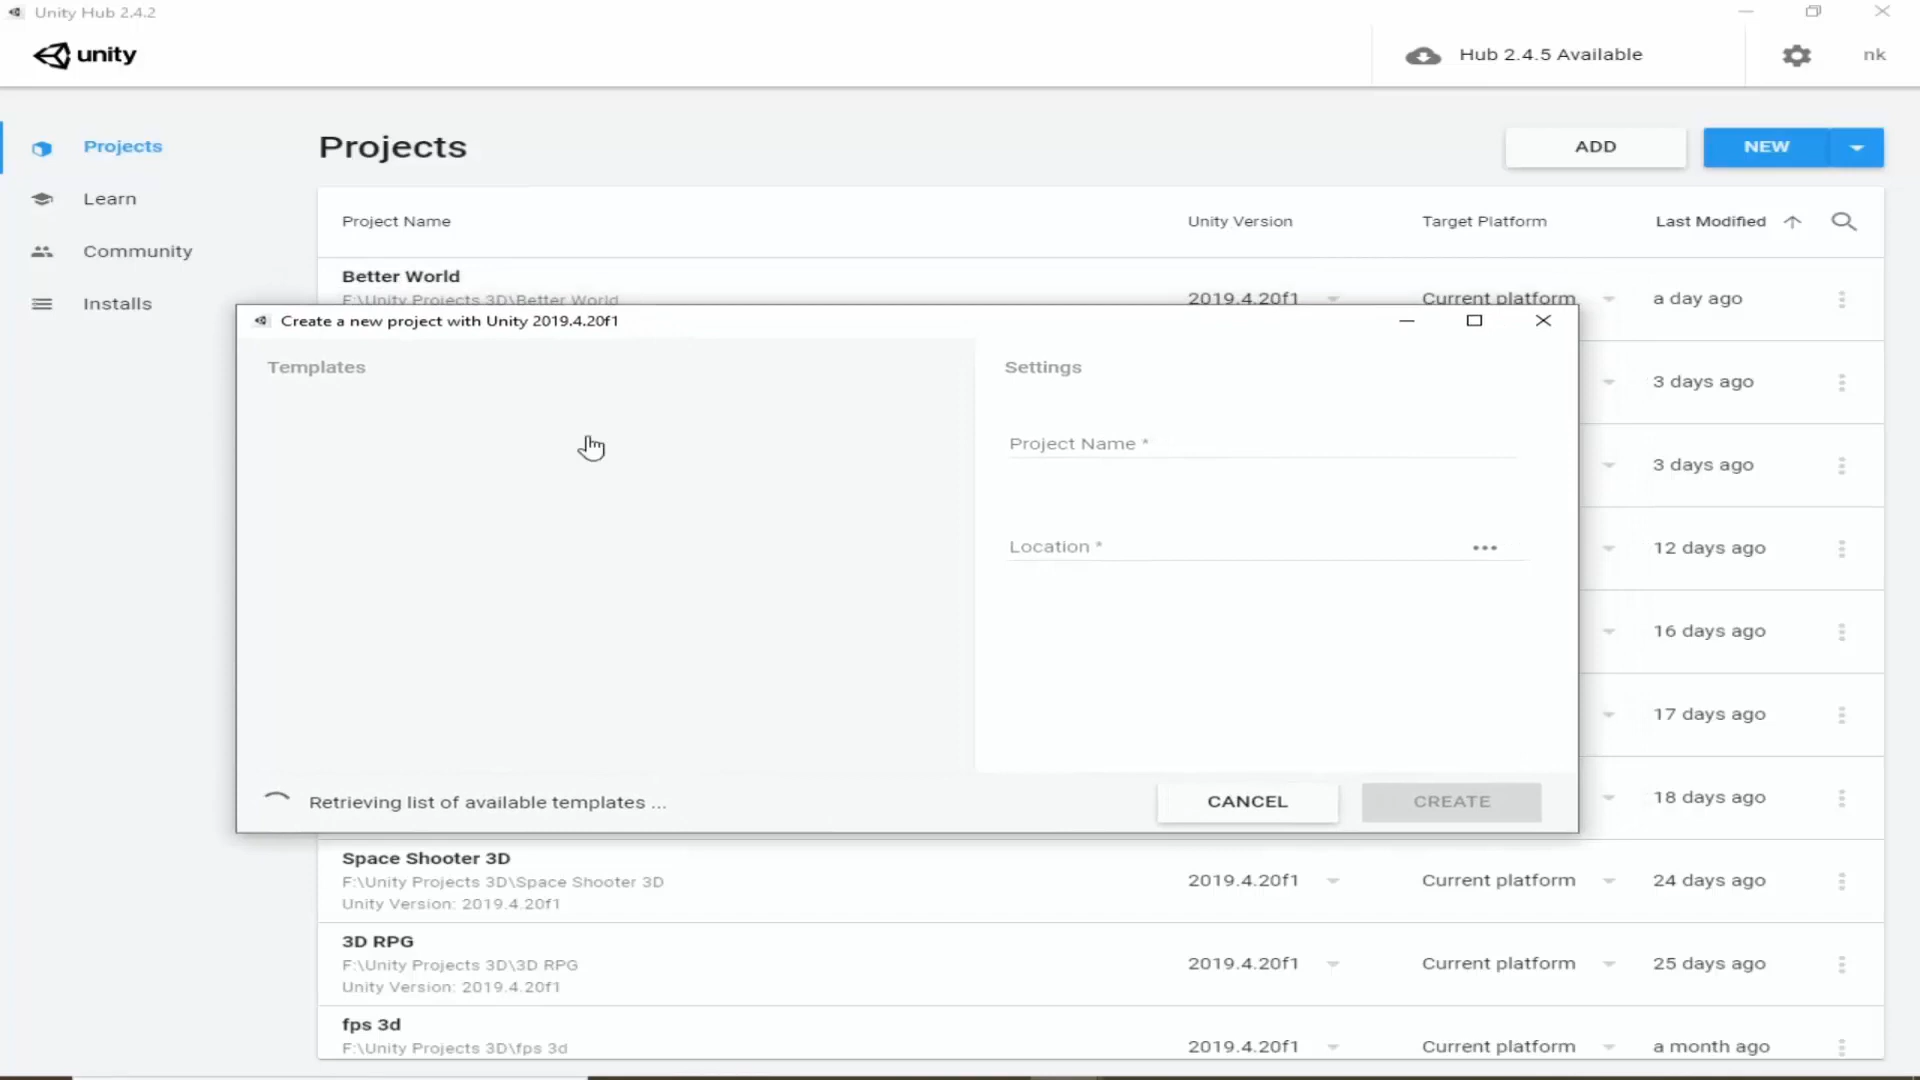 Unity Hub 2.4.2
unity
Hub 2.4.5 Available
nk
Projects
Learn
Community
Installs
Projects
ADD
NEW
Project Name
Unity Version
Target Platform
Last Modified
Better World
F:\Unity Projects 3D\Better World
2019.4.20f1
Current platform
a day ago
3 days ago
3 days ago
12 days ago
16 days ago
17 days ago
18 days ago
Create a new project with Unity 2019.4.20f1
Templates
Settings
Project Name *
Location *
Retrieving list of available templates ...
CANCEL
CREATE
Space Shooter 3D
F:\Unity Projects 3D\Space Shooter 3D
Unity Version: 2019.4.20f1
2019.4.20f1
Current platform
24 days ago
3D RPG
F:\Unity Projects 3D\3D RPG
Unity Version: 2019.4.20f1
2019.4.20f1
Current platform
25 days ago
fps 3d
F:\Unity Projects 3D\fps 3d
2019.4.20f1
Current platform
a month ago